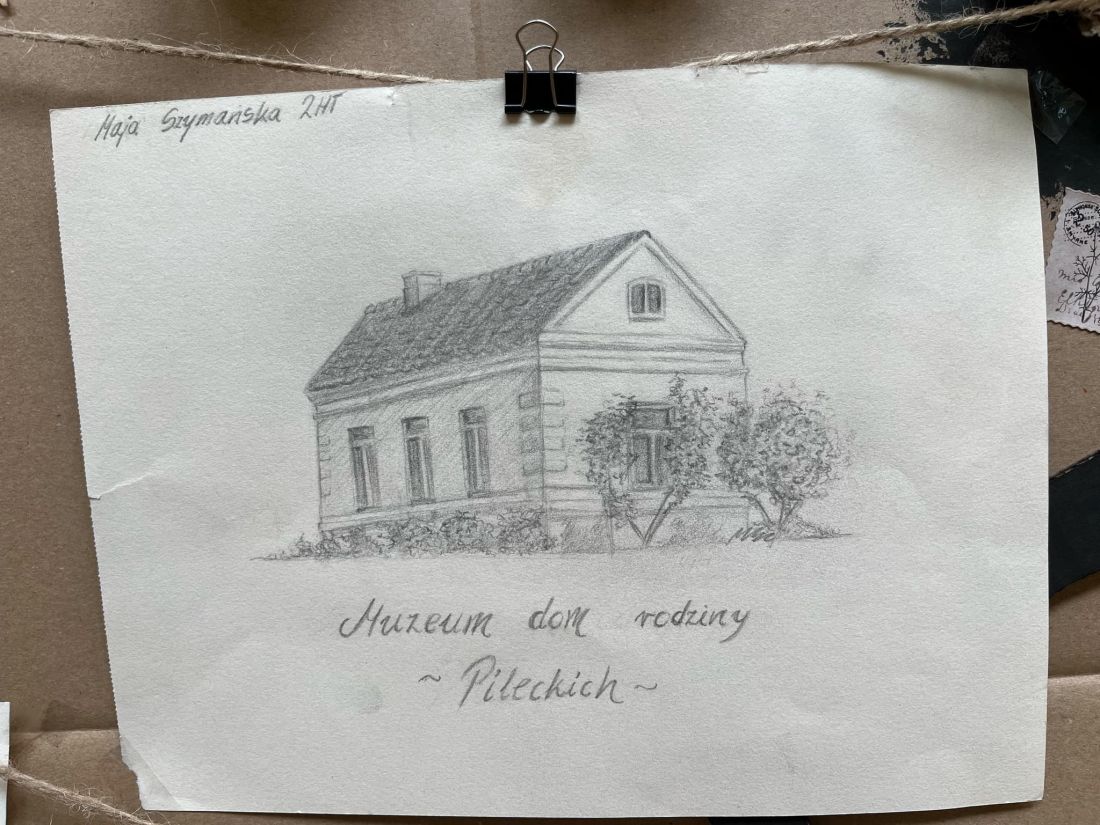 Maja Szymańska 2HT
Muzeum dom rodziny
~ Pileckich ~